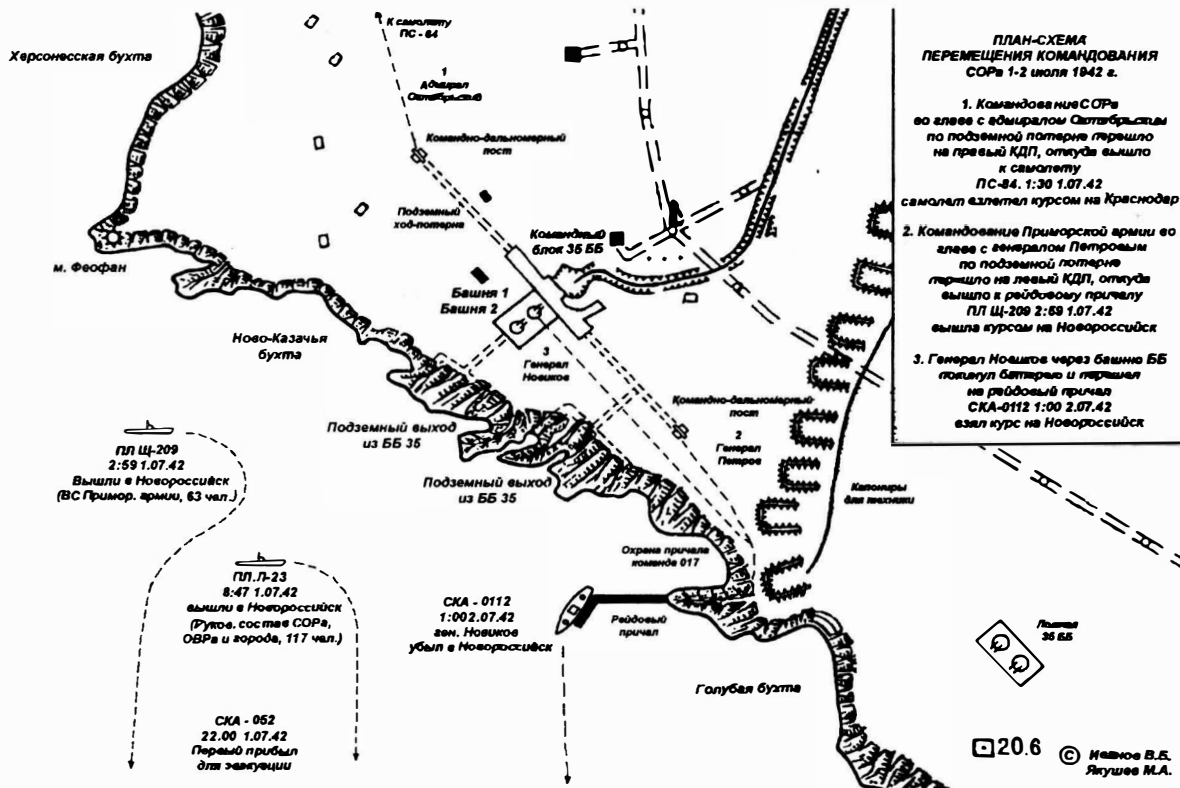 Херсонесская бухта
К самолету
ПС - 84
1
Адмирал
Октябрьский
Командно-дальномерный
пост
Подземный
ход-потерна
Командный
блок 35 ББ
м. Феофан
Башня 1
Башня 2
Ново-Казачья
бухта
3
Генерал
Новиков
Командно-дальномерный
пост
2
Генерал
Петров
Подземный выход
из ББ 35
Подземный выход
из ББ 35
Капониры
для техники
ПЛ Щ-209
2:59 1.07.42
Вышли в Новороссийск
(ВС Примор. армии, 63 чел.)
Охрана причала
команда 017
ПЛ.Л-23
8:47 1.07.42
вышли в Новороссийск
(Руков. состав СОРа,
ОВРа и города, 117 чел.)
СКА - 0112
1:00 2.07.42
ген. Новиков
убыл в Новороссийск
Рейдовый
причал
Голубая бухта
СКА - 052
22.00 1.07.42
Первый прибыл
для эвакуации
ПЛАН-СХЕМА
ПЕРЕМЕЩЕНИЯ КОМАНДОВАНИЯ
СОРа 1-2 июля 1942 г.
1. Командование СОРа
во главе с адмиралом Октябрьским
по подземной потерне перешло
на правый КДП, откуда вышло
к самолету
ПС-84. 1:30 1.07.42
самолет взлетел курсом на Краснодар
2. Командование Приморской армии во
главе с генералом Петровым
по подземной потерне
перешло на левый КДП, откуда
вышло к рейдовому причалу
ПЛ Щ-209 2:59 1.07.42
вышла курсом на Новороссийск
3. Генерал Новиков через башню ББ
покинул батарею и перешел
на рейдовый причал
СКА-0112 1:00 2.07.42
взял курс на Новороссийск
Ложная
35 ББ
20.6
© Иванов В.Б.
Якушев М.А.